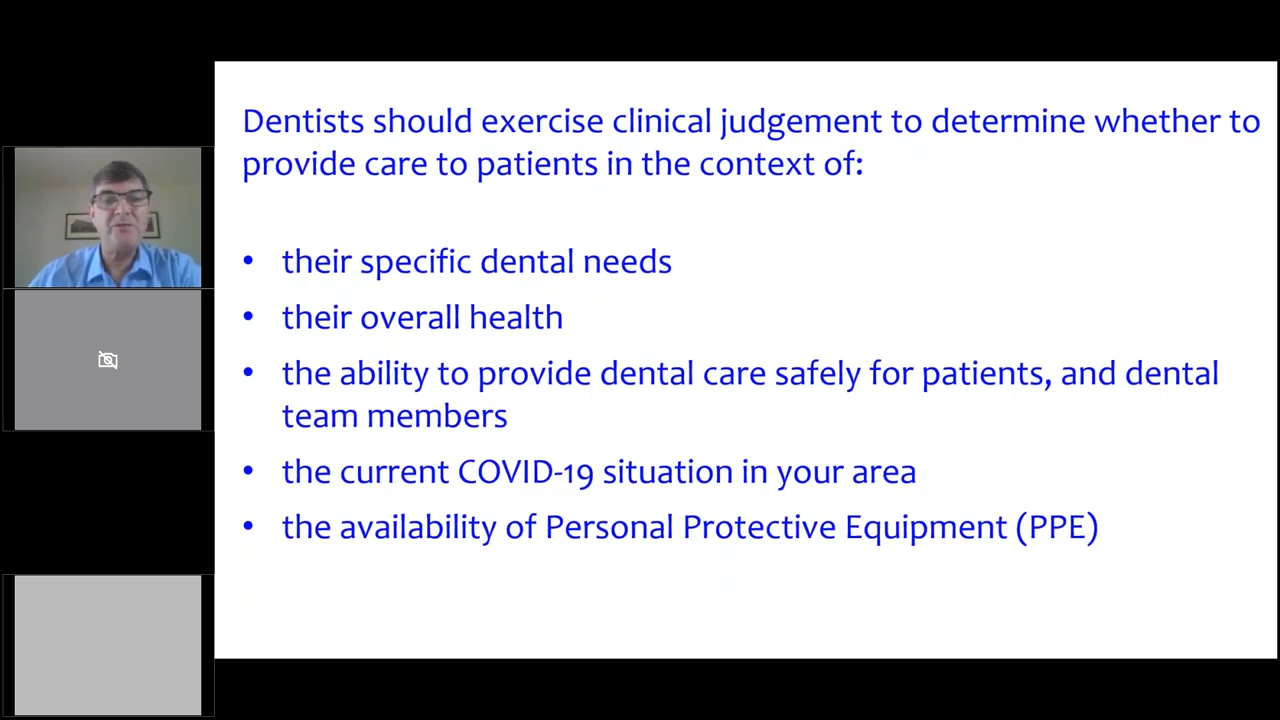 Dentists should exercise clinical judgement to determine whether to
provide care to patients in the context of:
• their specific dental needs
• their overall health
• the ability to provide dental care safely for patients, and dental
team members
• the current COVID-19 situation in your area
• the availability of Personal Protective Equipment (PPE)